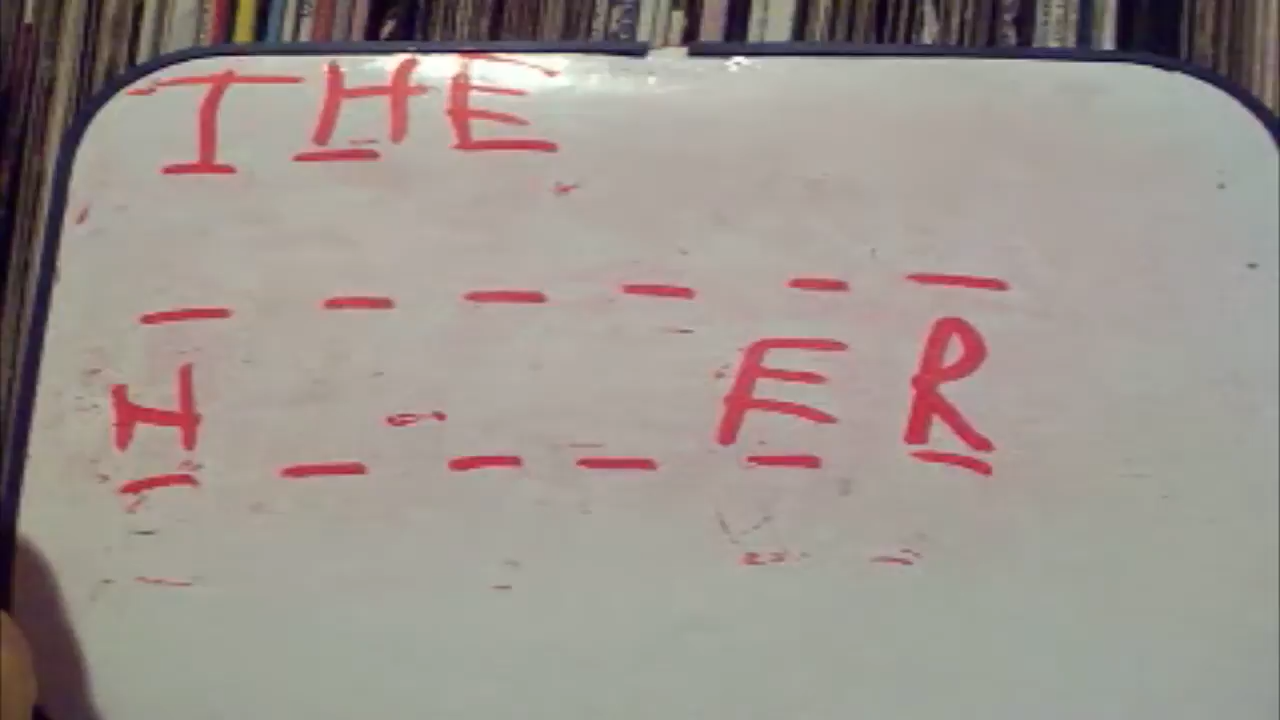 THE
_ _ _ _ _ _
H _ _ _ E R